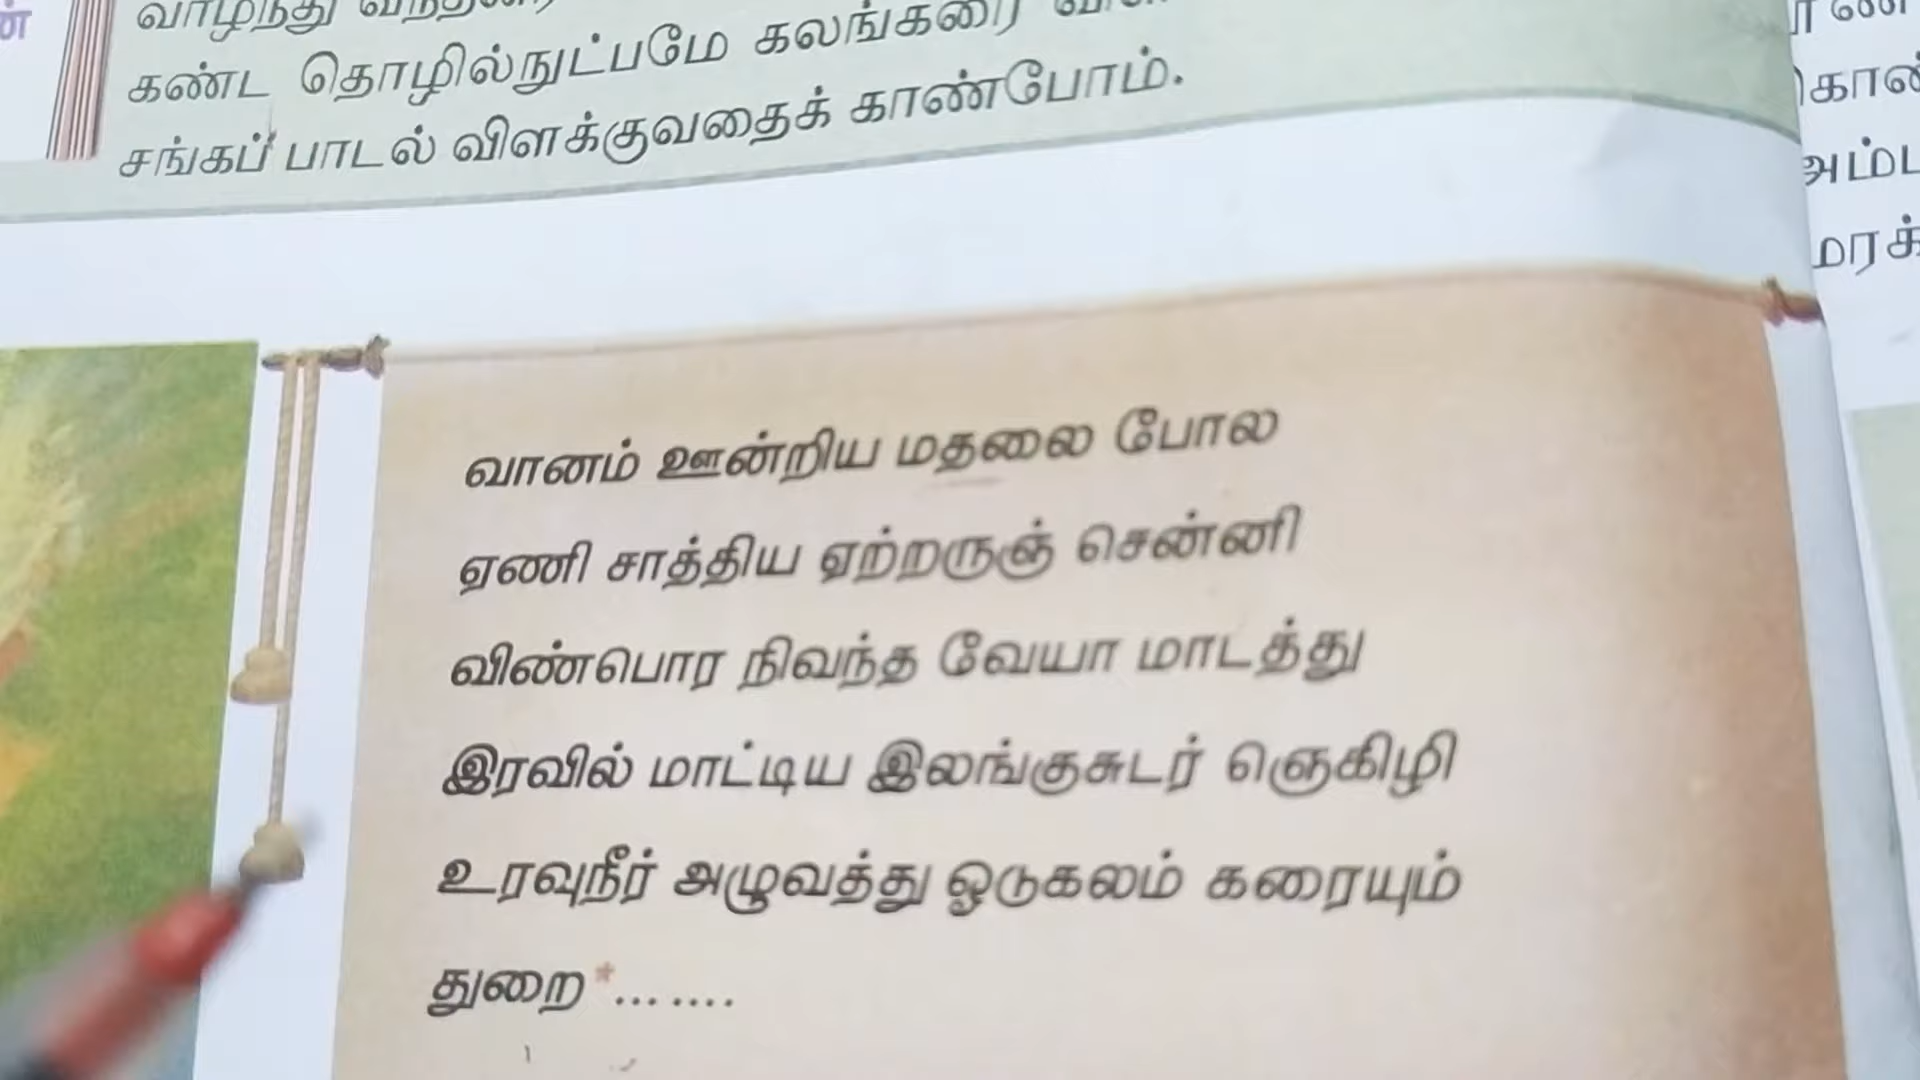 கண்ட தொழில்நுட்பமே கலங்கரை
சங்கப் பாடல் விளக்குவதைக் காண்போம்.
வானம் ஊன்றிய மதலை போல
ஏணி சாத்திய ஏற்றருஞ் சென்னி
விண்பொர நிவந்த வேயா மாடத்து
இரவில் மாட்டிய இலங்குசுடர் ஞெகிழி
உரவுநீர் அழுவத்து ஓடுகலம் கரையும்
துறை*.......